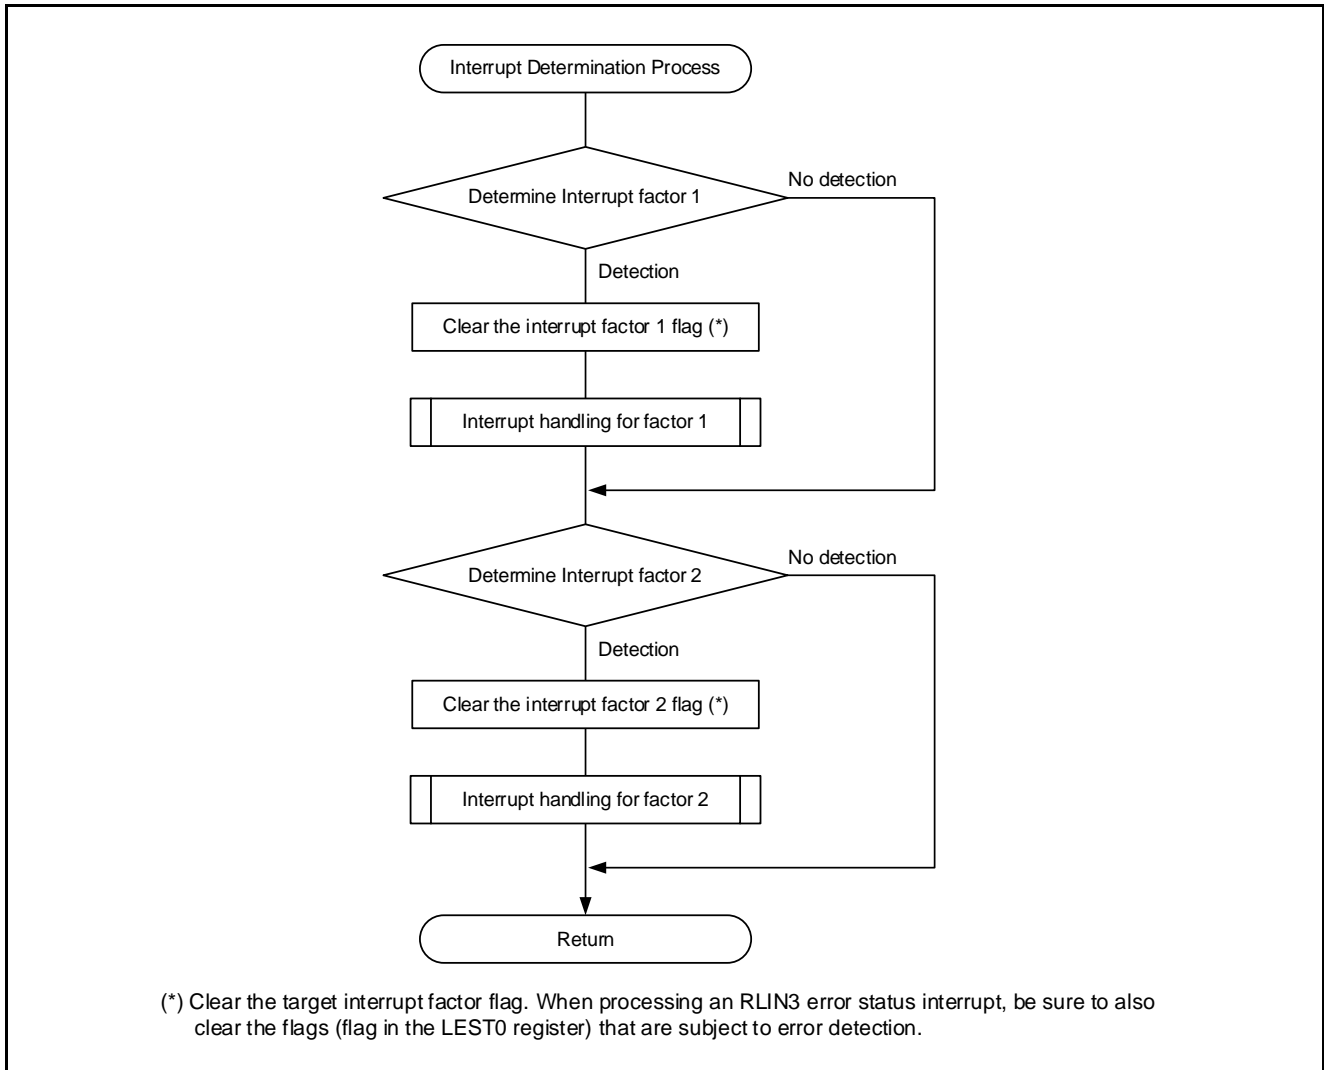 Interrupt Determination Process
No detection
Determine Interrupt factor 1
Detection
Clear the interrupt factor 1 flag (*)
Interrupt handling for factor 1
No detection
Determine Interrupt factor 2
Detection
Clear the interrupt factor 2 flag (*)
Interrupt handling for factor 2
Return
(*) Clear the target interrupt factor flag. When processing an RLIN3 error status interrupt, be sure to also
clear the flags (flag in the LEST0 register) that are subject to error detection.